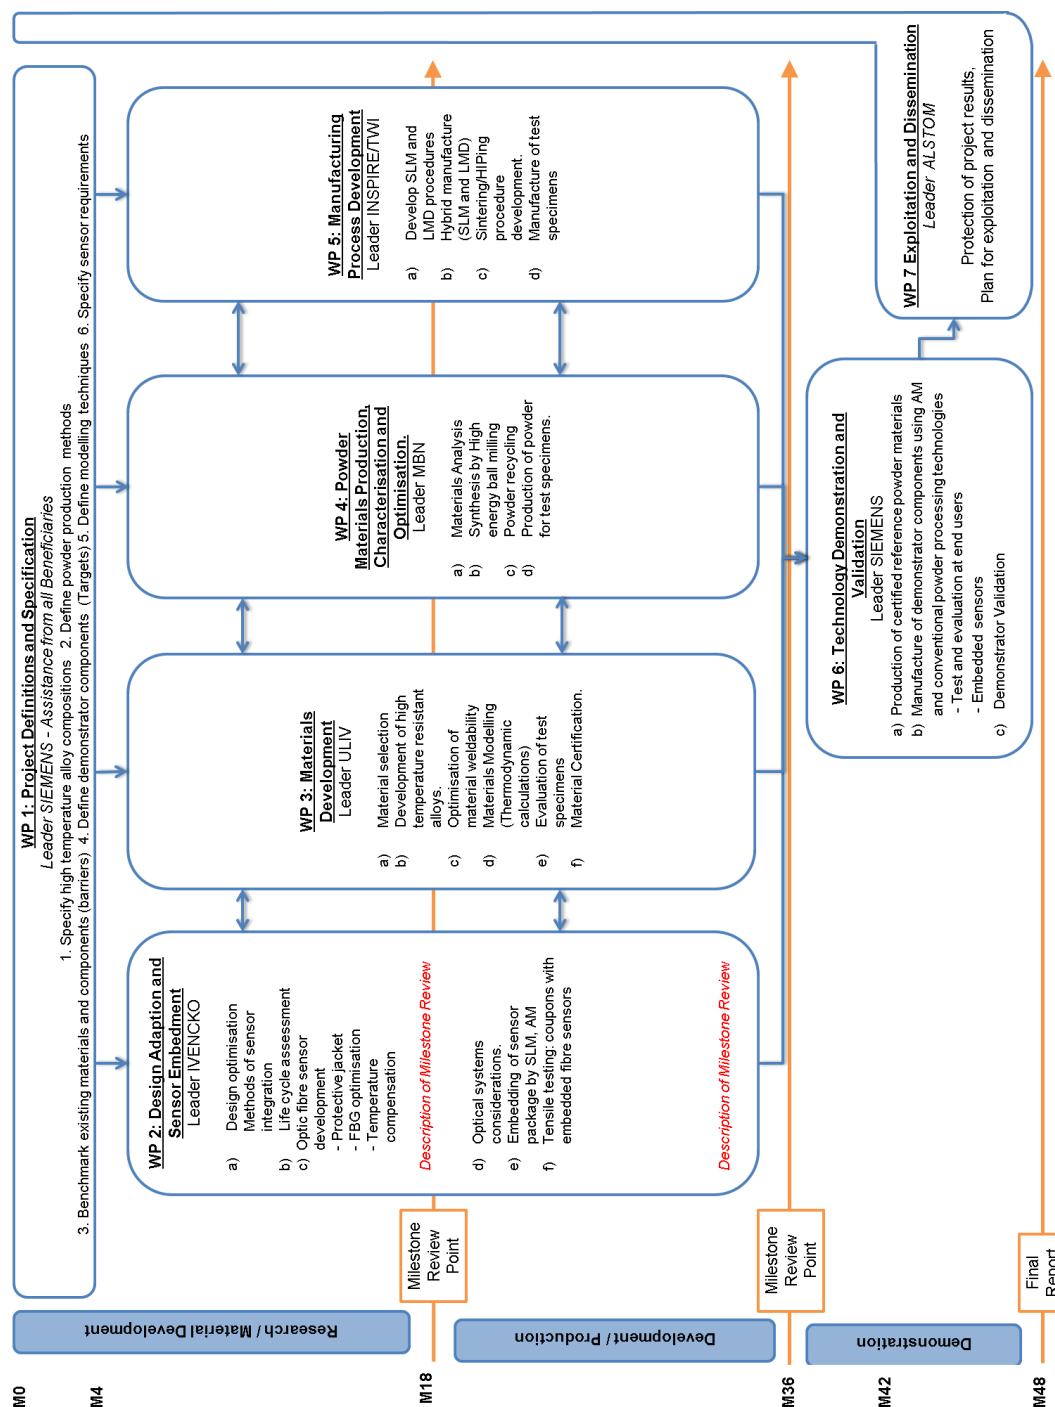 M0
M4
M18
M36
M42
M48
Research / Material Development
Development / Production
Demonstration
Milestone
Review
Point
Milestone
Review
Point
Final
Report
WP 1: Project Definitions and Specification
Leader SIEMENS - Assistance from all Beneficiaries
1. Specify high temperature alloy compositions 2. Define powder production methods
3. Benchmark existing materials and components (barriers) 4. Define demonstrator components (Targets) 5. Define modelling techniques 6. Specify sensor requirements
WP 2: Design Adaption and
Sensor Embedment
Leader IVENCKO
a) Design optimisation
Methods of sensor
integration
b) Life cycle assessment
c) Optic fibre sensor
development
- Protective jacket
- FBG optimisation
- Temperature
compensation
Description of Milestone Review
d) Optical systems
considerations.
e) Embedding of sensor
package by SLM, AM
f) Tensile testing: coupons with
embedded fibre sensors
Description of Milestone Review
WP 3: Materials
Development
Leader ULIV
a) Material selection
b) Development of high
temperature resistant
alloys.
c) Optimisation of
material weldability
d) Materials Modelling
(Thermodynamic
calculations)
e) Evaluation of test
specimens
f) Material Certification.
WP 4: Powder
Materials Production,
Characterisation and
Optimisation.
Leader MBN
a) Materials Analysis
b) Synthesis by High
energy ball milling
c) Powder recycling
d) Production of powder
for test specimens.
WP 5: Manufacturing
Process Development
Leader INSPIRE/TWI
a) Develop SLM and
LMD procedures
b) Hybrid manufacture
(SLM and LMD)
c) Sintering/HIPing
procedure
development.
d) Manufacture of test
specimens
WP 6: Technology Demonstration and
Validation
Leader SIEMENS
a) Production of certified reference powder materials
b) Manufacture of demonstrator components using AM
and conventional powder processing technologies
- Test and evaluation at end users
- Embedded sensors
c) Demonstrator Validation
WP 7 Exploitation and Dissemination
Leader ALSTOM
Protection of project results,
Plan for exploitation and dissemination